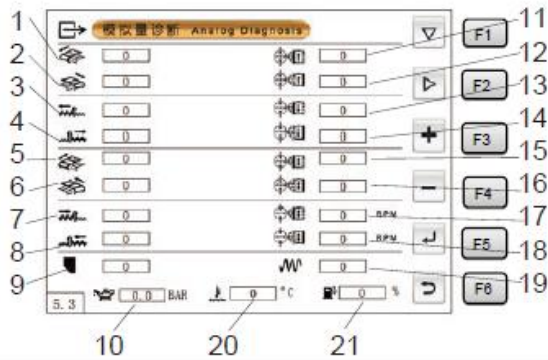 模拟量诊断 Analog Diagnosis
1 0 0 11 F1
2 0 0 12
3 0 0 13 F2
4 0 0 14 F3
5 0 0 15
6 0 0 16 F4
7 0 0 RPM 17
8 0 0 RPM 18 F5
9 0 0 19
5.3 0.0 BAR 0 °C 0 % F6
10 20 21